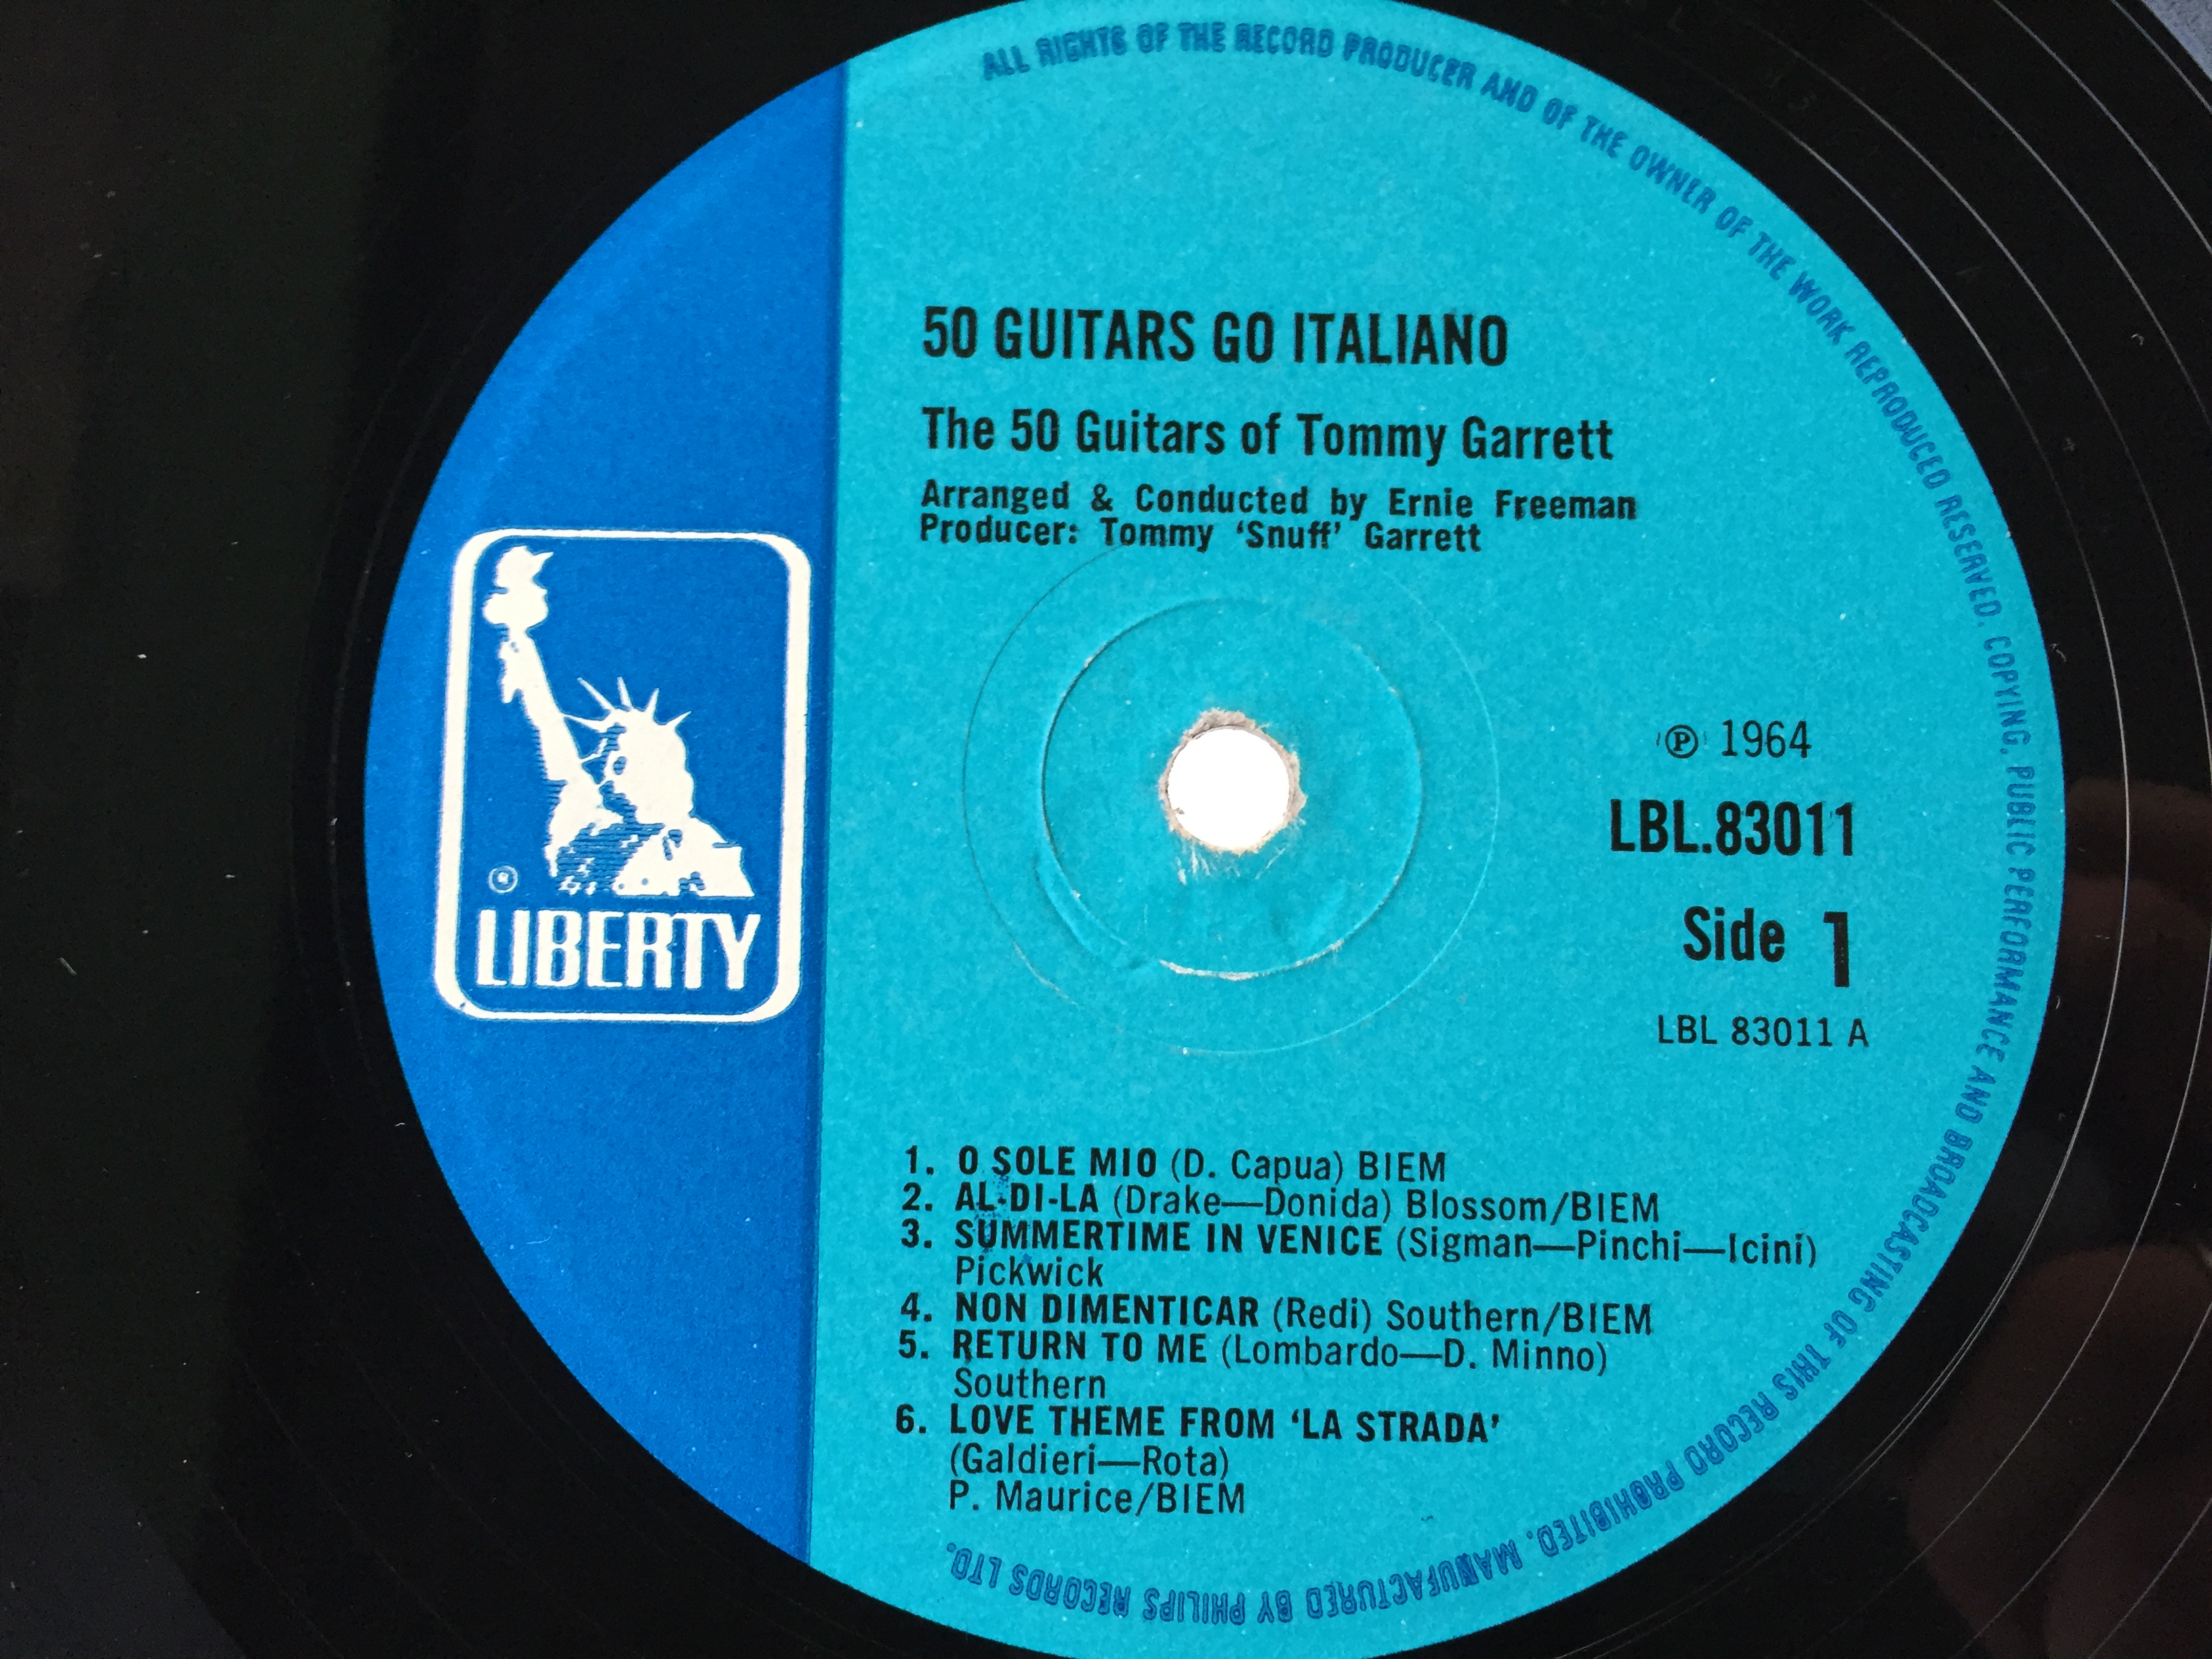 ALL RIGHTS OF THE RECORD PRODUCER AND OF THE OWNER OF THE WORK REPRODUCED RESERVED. COPYING, PUBLIC PERFORMANCE AND BROADCASTING OF THIS RECORD PROHIBITED. MANUFACTURED BY PHILIPS RECORDS LTD.
50 GUITARS GO ITALIANO
The 50 Guitars of Tommy Garrett
Arranged & Conducted by Ernie Freeman
Producer: Tommy ‘Snuff’ Garrett
℗ 1964
LBL.83011
Side 1
LBL 83011 A
®
LIBERTY
1. O SOLE MIO (D. Capua) BIEM
2. AL-DI-LA (Drake—Donida) Blossom/BIEM
3. SUMMERTIME IN VENICE (Sigman—Pinchi—Icini)
Pickwick
4. NON DIMENTICAR (Redi) Southern/BIEM
5. RETURN TO ME (Lombardo—D. Minno)
Southern
6. LOVE THEME FROM ‘LA STRADA’
(Galdieri—Rota)
P. Maurice/BIEM